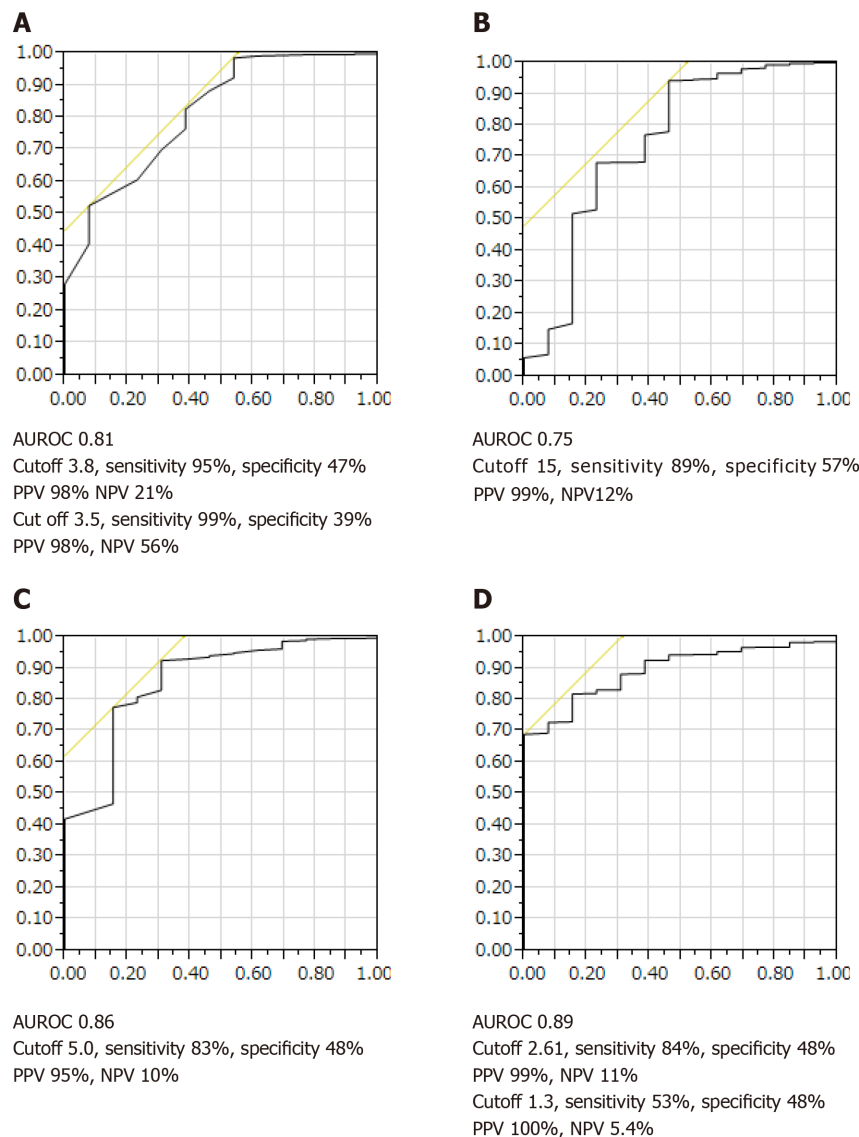 A
1.00
0.90
0.80
0.70
0.60
0.50
0.40
0.30
0.20
0.10
0.00
0.00 0.20 0.40 0.60 0.80 1.00
AUROC 0.81
Cutoff 3.8, sensitivity 95%, specificity 47%
PPV 98% NPV 21%
Cut off 3.5, sensitivity 99%, specificity 39%
PPV 98%, NPV 56%
B
1.00
0.90
0.80
0.70
0.60
0.50
0.40
0.30
0.20
0.10
0.00
0.00 0.20 0.40 0.60 0.80 1.00
AUROC 0.75
Cutoff 15, sensitivity 89%, specificity 57%
PPV 99%, NPV12%
C
1.00
0.90
0.80
0.70
0.60
0.50
0.40
0.30
0.20
0.10
0.00
0.00 0.20 0.40 0.60 0.80 1.00
AUROC 0.86
Cutoff 5.0, sensitivity 83%, specificity 48%
PPV 95%, NPV 10%
D
1.00
0.90
0.80
0.70
0.60
0.50
0.40
0.30
0.20
0.10
0.00
0.00 0.20 0.40 0.60 0.80 1.00
AUROC 0.89
Cutoff 2.61, sensitivity 84%, specificity 48%
PPV 99%, NPV 11%
Cutoff 1.3, sensitivity 53%, specificity 48%
PPV 100%, NPV 5.4%